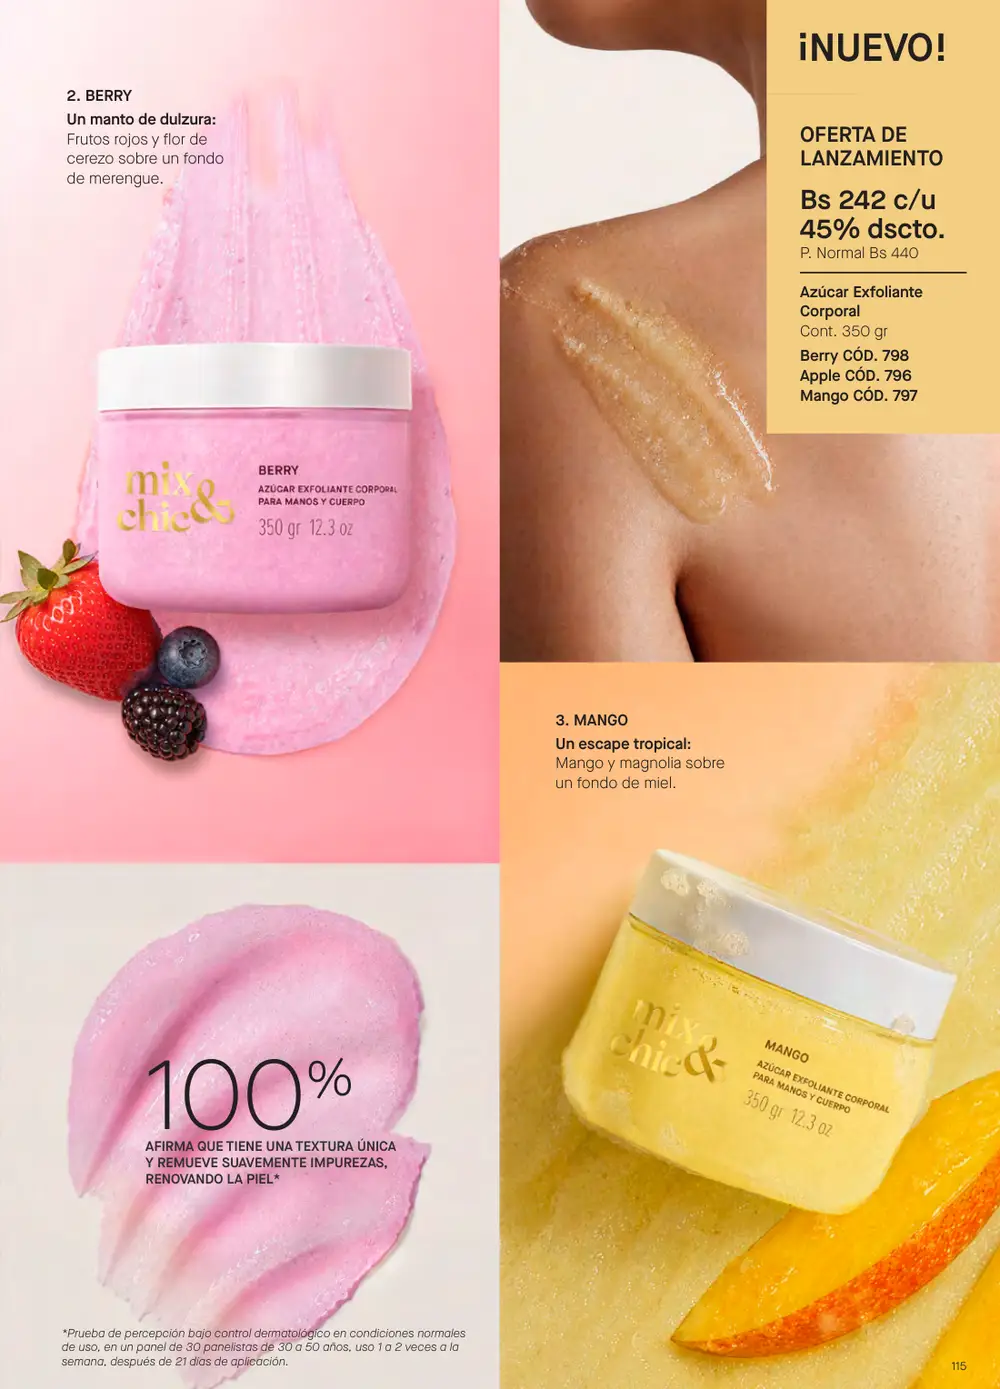 2. BERRY
Un manto de dulzura:
Frutos rojos y flor de
cerezo sobre un fondo
de merengue.
mix
&
chic
BERRY
AZÚCAR EXFOLIANTE CORPORAL
PARA MANOS Y CUERPO
350 gr 12.3 oz
¡NUEVO!
OFERTA DE
LANZAMIENTO
Bs 242 c/u
45% dscto.
P. Normal Bs 440
Azúcar Exfoliante
Corporal
Cont. 350 gr
Berry CÓD. 798
Apple CÓD. 796
Mango CÓD. 797
3. MANGO
Un escape tropical:
Mango y magnolia sobre
un fondo de miel.
mix
&
chic
MANGO
AZÚCAR EXFOLIANTE CORPORAL
PARA MANOS Y CUERPO
350 gr 12.3 oz
100%
AFIRMA QUE TIENE UNA TEXTURA ÚNICA
Y REMUEVE SUAVEMENTE IMPUREZAS,
RENOVANDO LA PIEL*
*Prueba de percepción bajo control dermatológico en condiciones normales
de uso, en un panel de 30 panelistas de 30 a 50 años, uso 1 a 2 veces a la
semana, después de 21 días de aplicación.
115